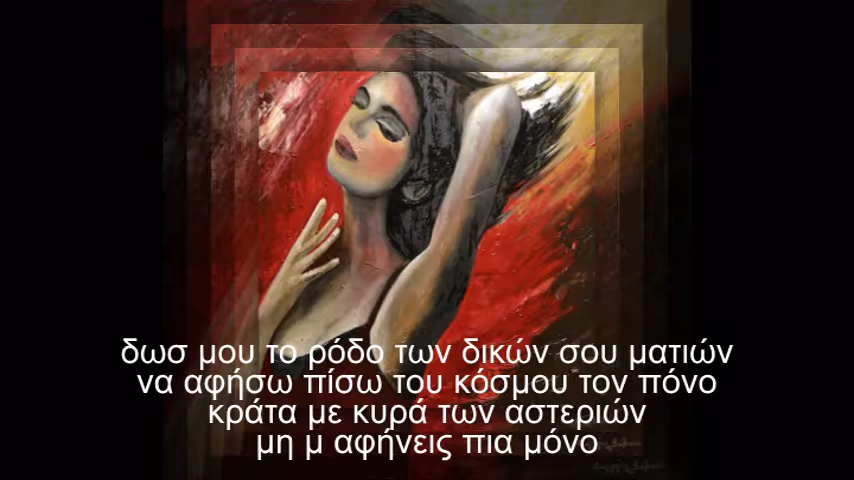 δωσ μου το ρόδο των δικών σου ματιών
να αφήσω πίσω του κόσμου τον πόνο
κράτα με κυρά των αστεριών
μη μ αφήνεις πια μόνο